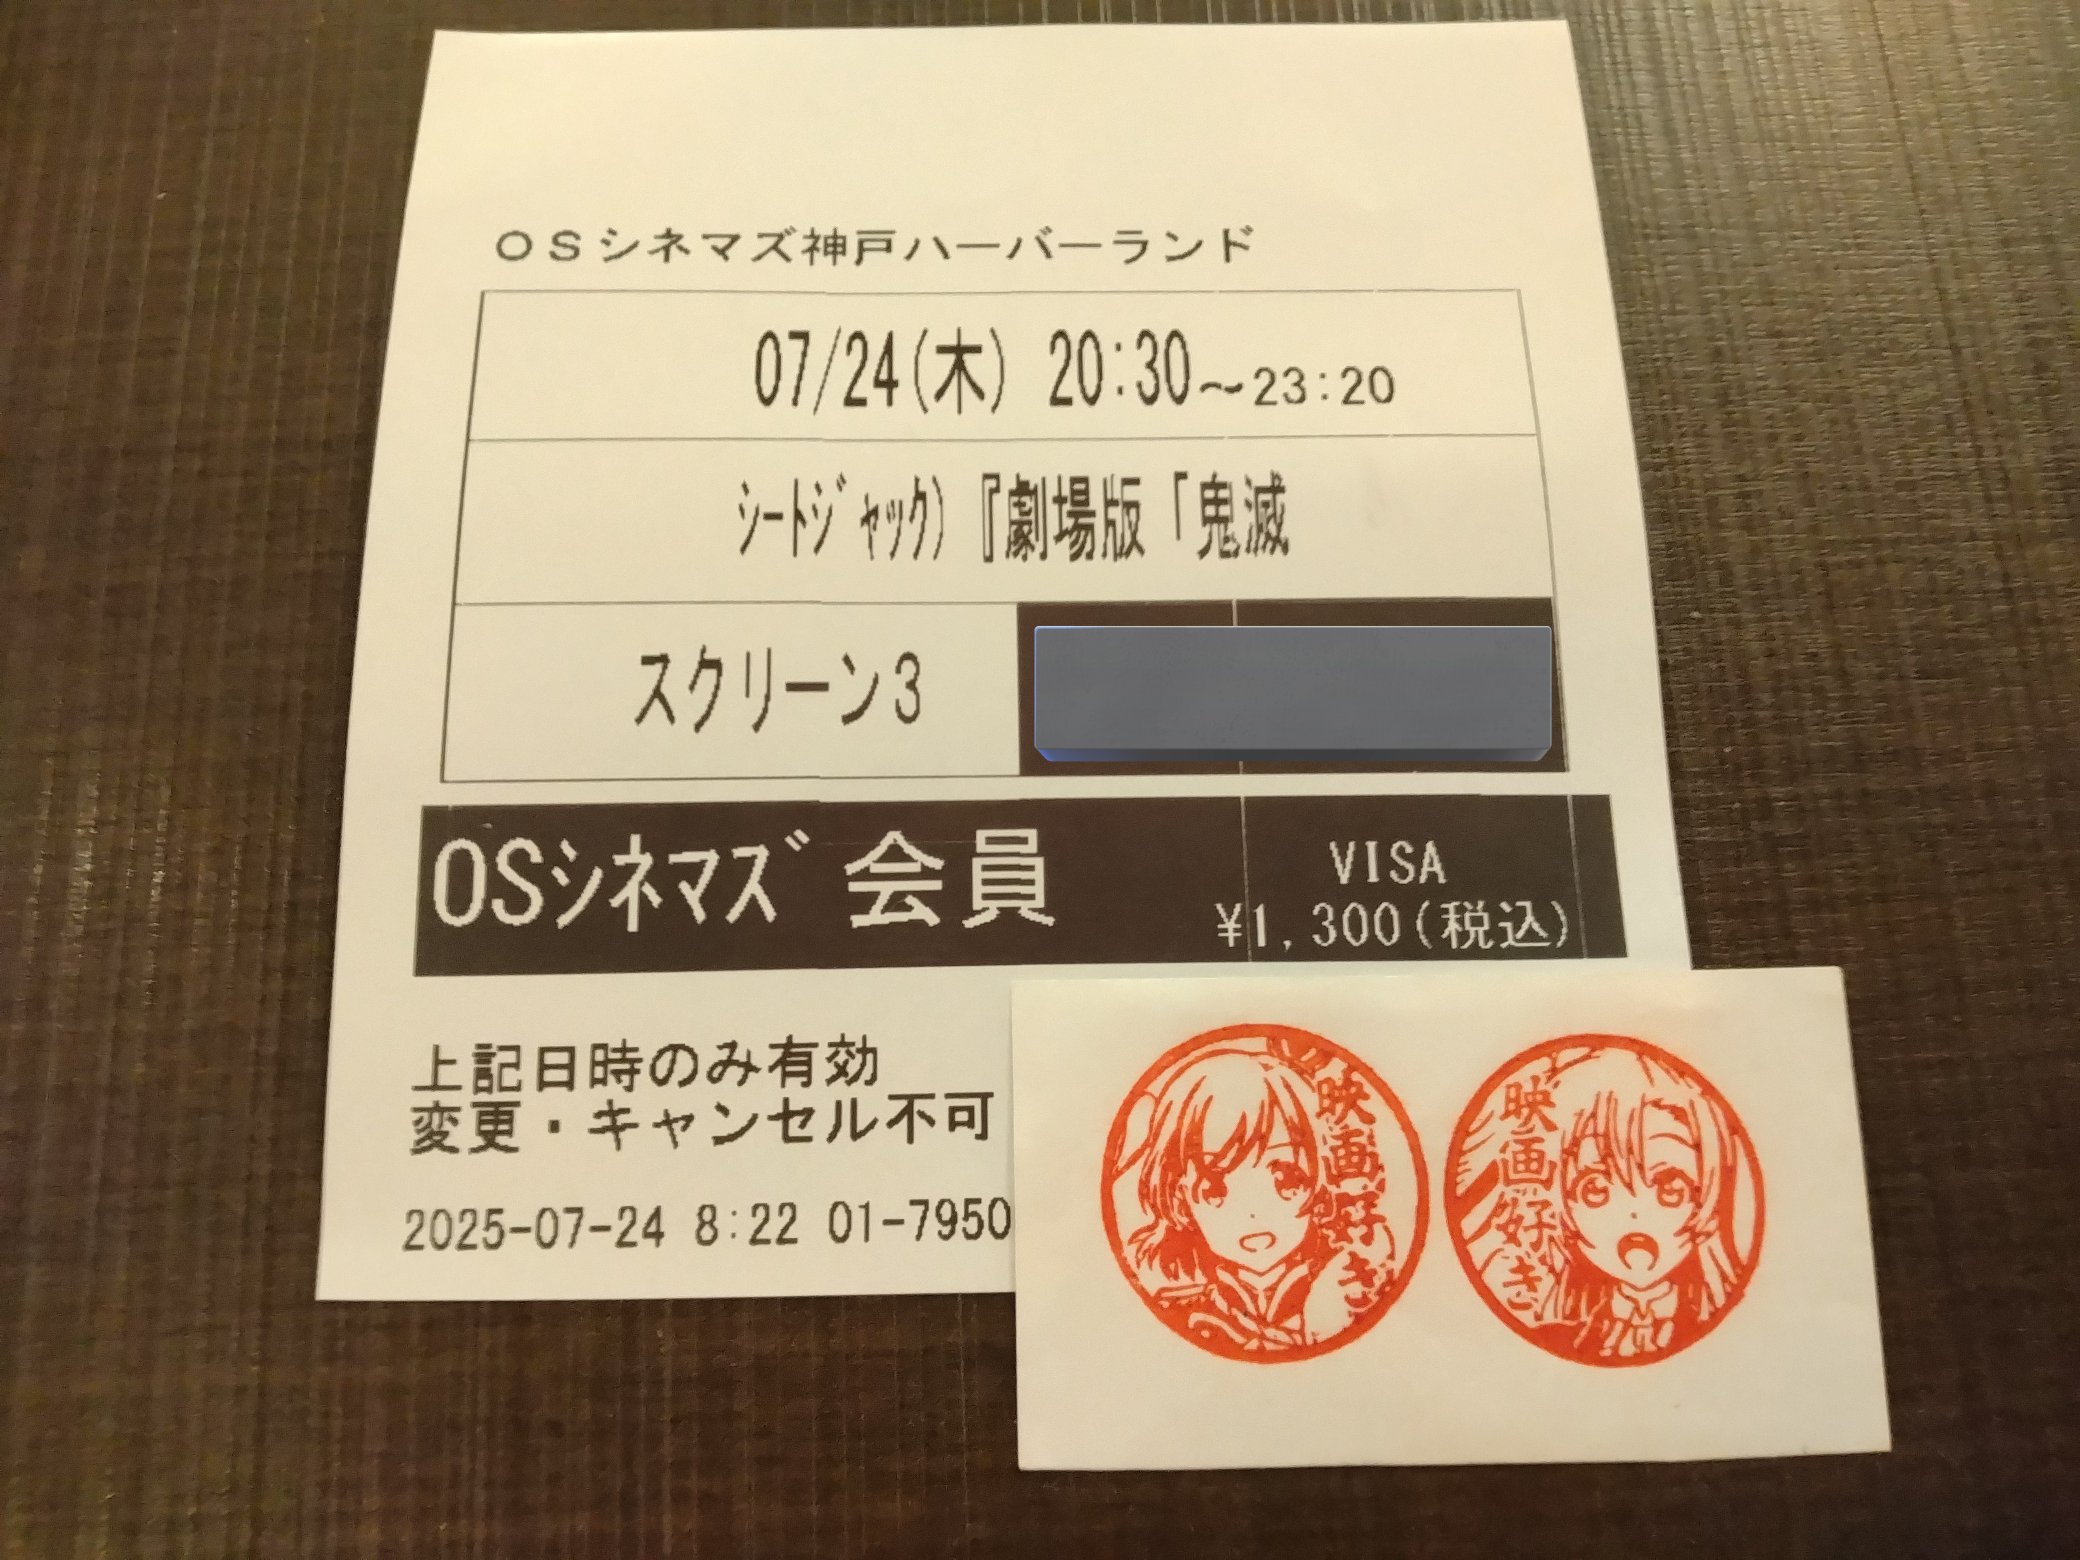 OSシネマズ神戸ハーバーランド
07/24(木) 20:30～23:20
ｼｰﾄｼﾞｬｯｸ)『劇場版「鬼滅
スクリーン3
OSｼﾈﾏｽﾞ会員
VISA
¥1,300(税込)
上記日時のみ有効
変更・キャンセル不可
2025-07-24 8:22 01-7950
映画好き
映画好き